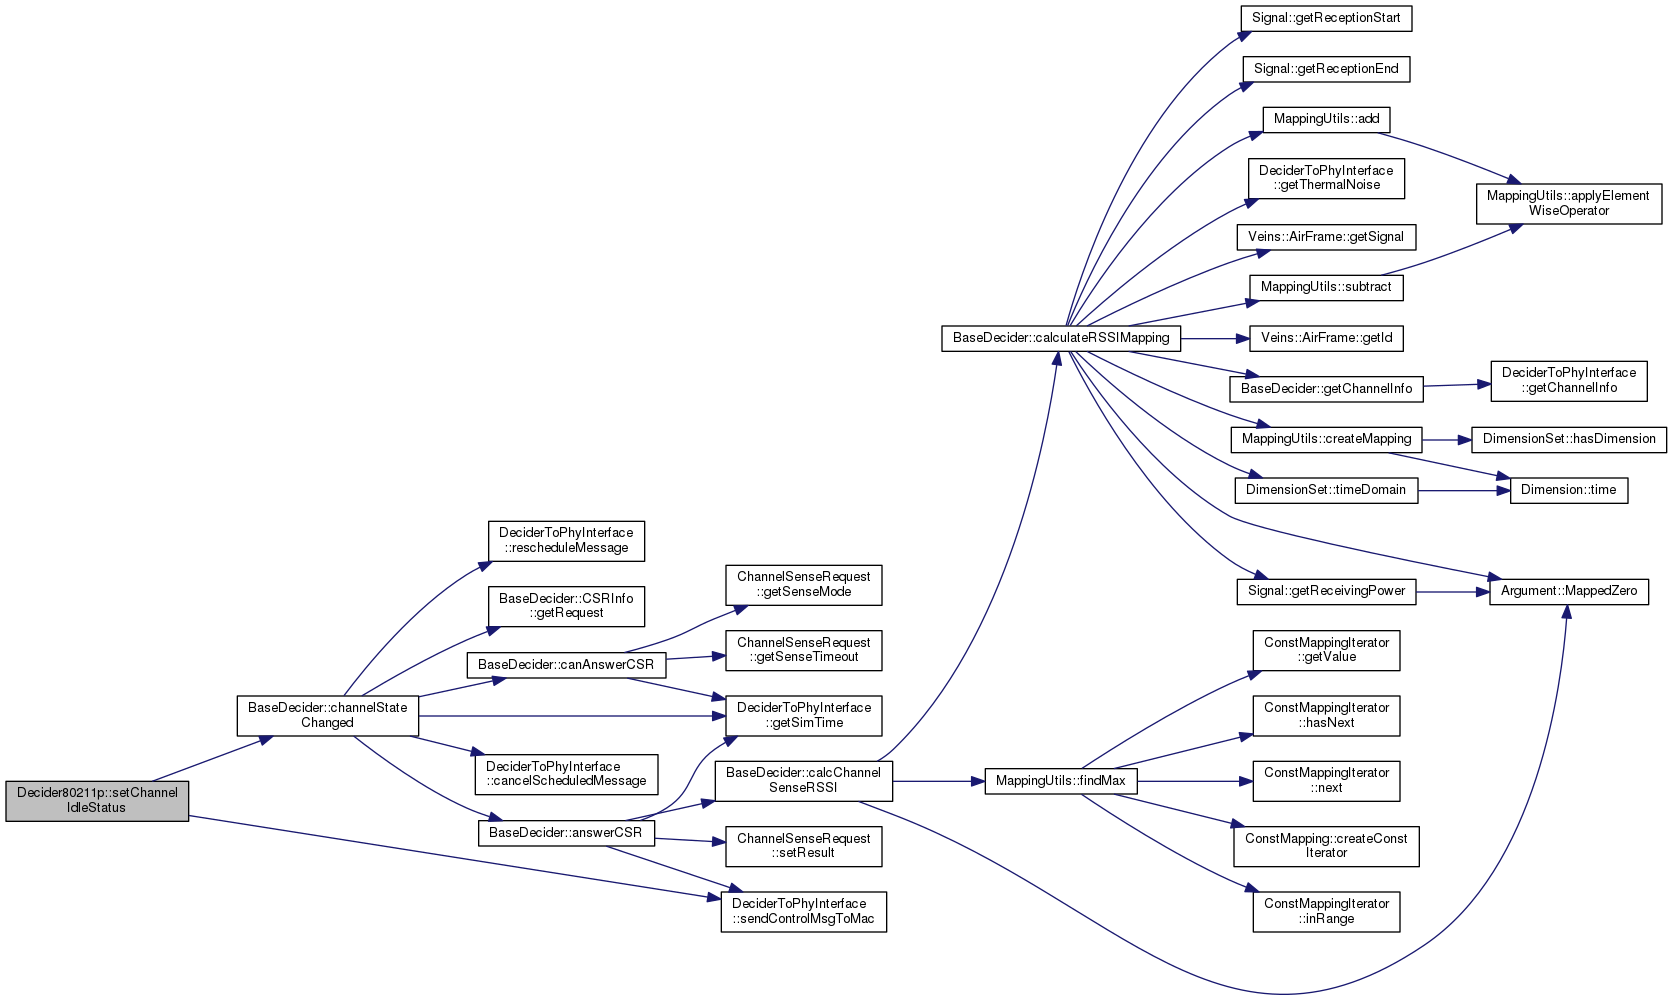 Signal::getReceptionStart
Signal::getReceptionEnd
MappingUtils::add
DeciderToPhyInterface
::getThermalNoise
MappingUtils::applyElement
WiseOperator
Veins::AirFrame::getSignal
MappingUtils::subtract
BaseDecider::calculateRSSIMapping
Veins::AirFrame::getId
BaseDecider::getChannelInfo
DeciderToPhyInterface
::getChannelInfo
MappingUtils::createMapping
DimensionSet::hasDimension
DimensionSet::timeDomain
Dimension::time
DeciderToPhyInterface
::rescheduleMessage
ChannelSenseRequest
::getSenseMode
Signal::getReceivingPower
Argument::MappedZero
BaseDecider::CSRInfo
::getRequest
ChannelSenseRequest
::getSenseTimeout
ConstMappingIterator
::getValue
BaseDecider::canAnswerCSR
BaseDecider::channelState
Changed
DeciderToPhyInterface
::getSimTime
ConstMappingIterator
::hasNext
DeciderToPhyInterface
::cancelScheduledMessage
BaseDecider::calcChannel
SenseRSSI
MappingUtils::findMax
ConstMappingIterator
::next
Decider80211p::setChannel
IdleStatus
BaseDecider::answerCSR
ChannelSenseRequest
::setResult
ConstMapping::createConst
Iterator
DeciderToPhyInterface
::sendControlMsgToMac
ConstMappingIterator
::inRange